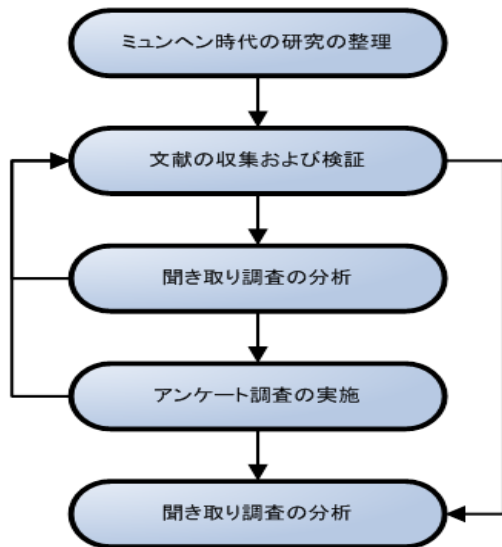 ミュンヘン時代の研究の整理
文献の収集および検証
聞き取り調査の分析
アンケート調査の実施
聞き取り調査の分析